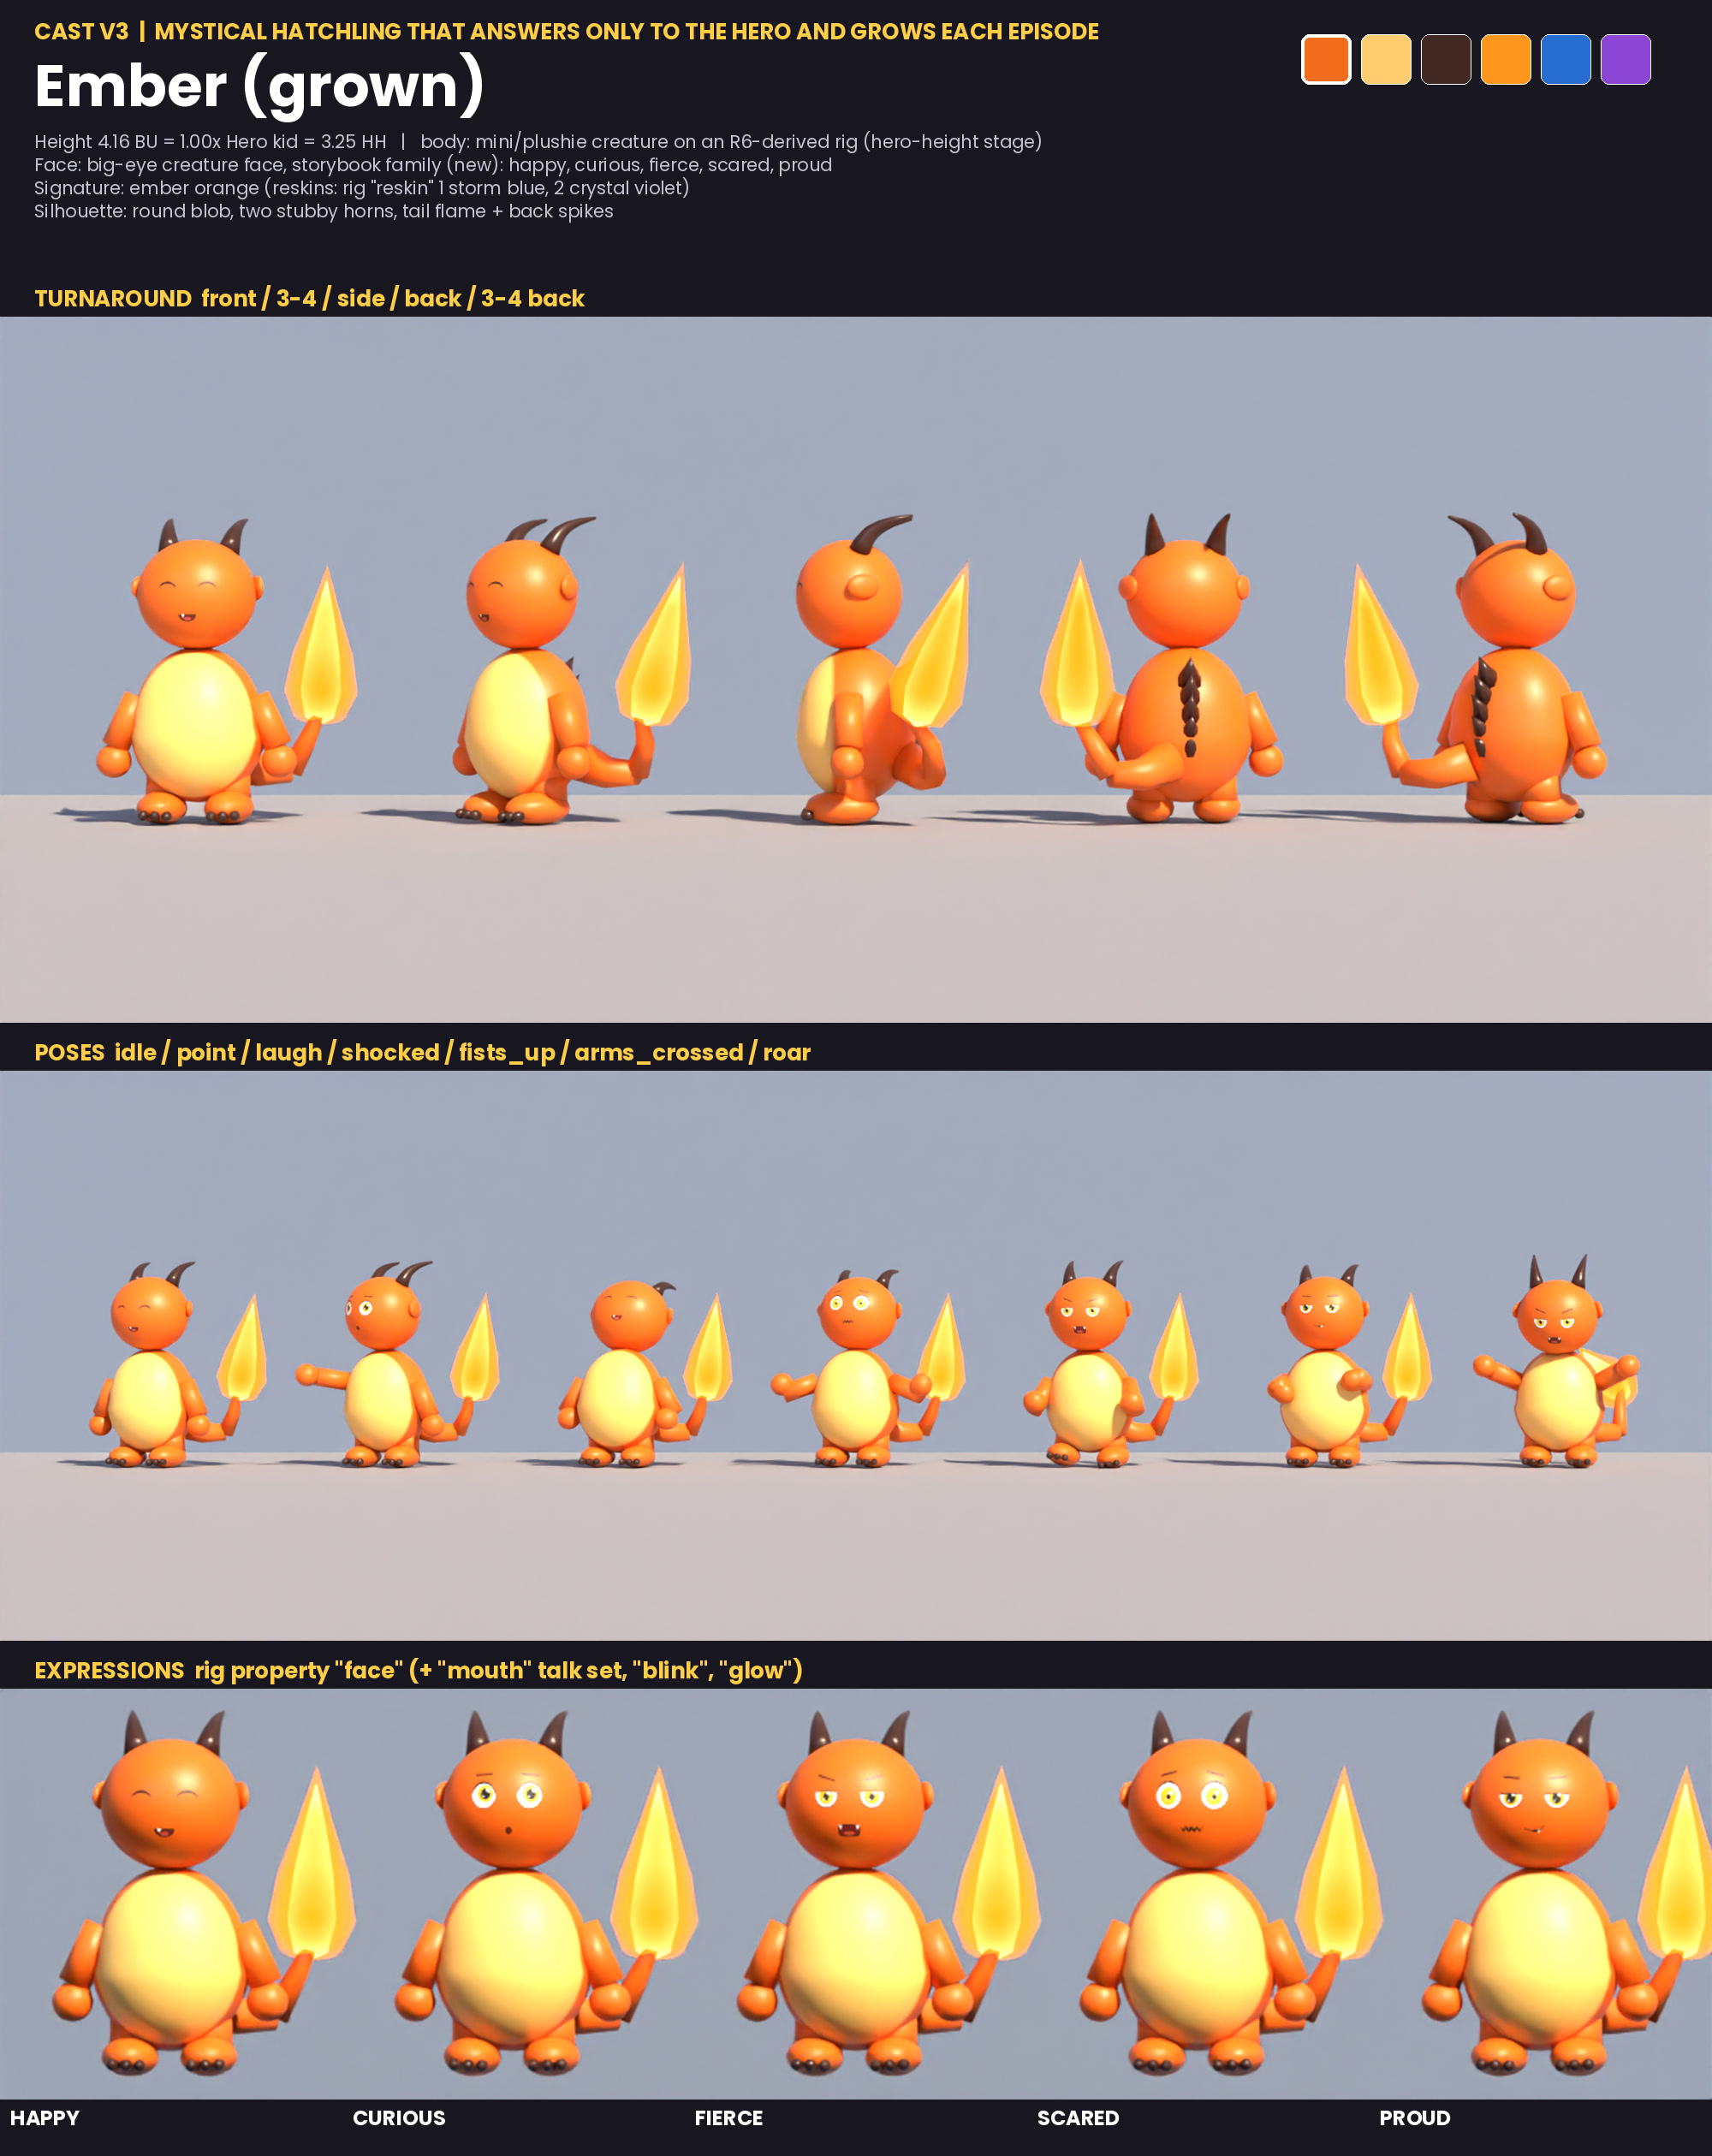 CAST V3 | MYSTICAL HATCHLING THAT ANSWERS ONLY TO THE HERO AND GROWS EACH EPISODE
Ember (grown)
Height 4.16 BU = 1.00x Hero kid = 3.25 HH | body: mini/plushie creature on an R6-derived rig (hero-height stage)
Face: big-eye creature face, storybook family (new): happy, curious, fierce, scared, proud
Signature: ember orange (reskins: rig "reskin" 1 storm blue, 2 crystal violet)
Silhouette: round blob, two stubby horns, tail flame + back spikes
TURNAROUND front / 3-4 / side / back / 3-4 back
POSES idle / point / laugh / shocked / fists_up / arms_crossed / roar
EXPRESSIONS rig property "face" (+ "mouth" talk set, "blink", "glow")
HAPPY CURIOUS FIERCE SCARED PROUD